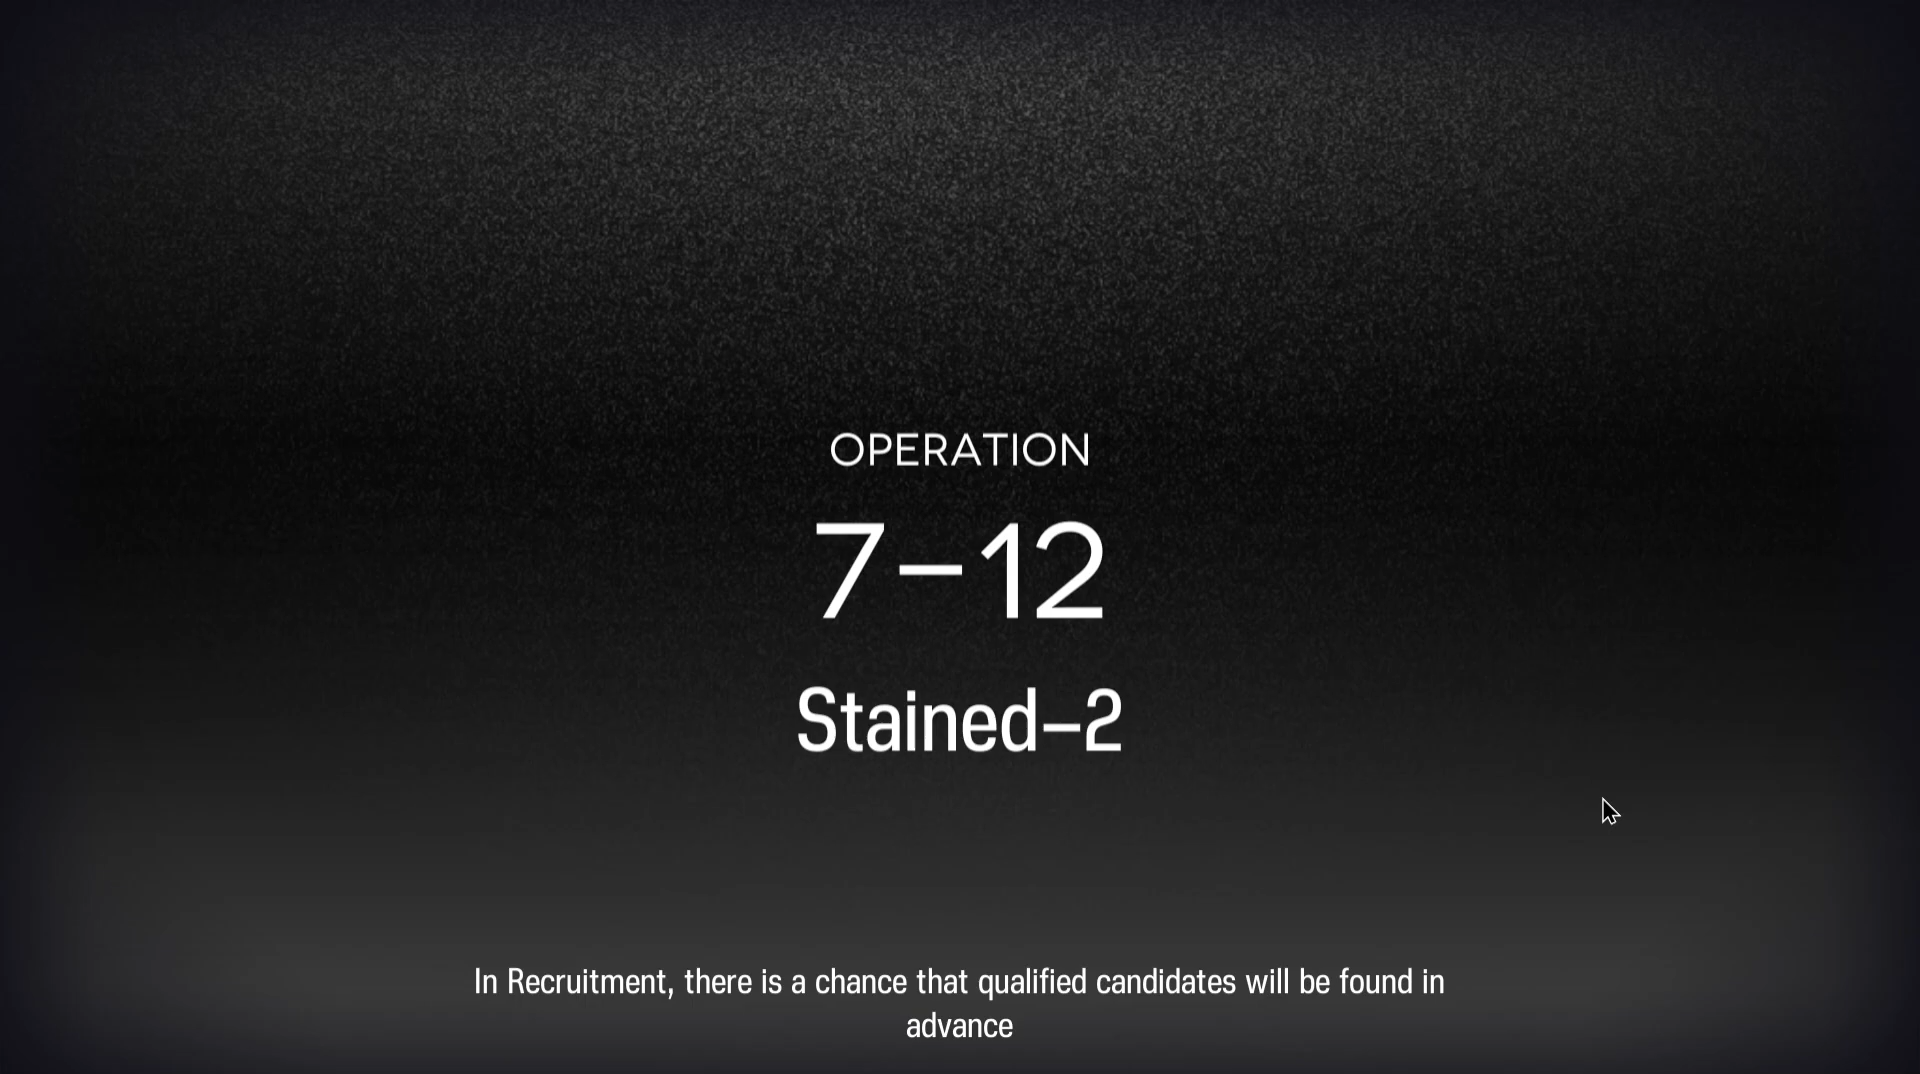 OPERATION
7–12
Stained–2
In Recruitment, there is a chance that qualified candidates will be found in
advance